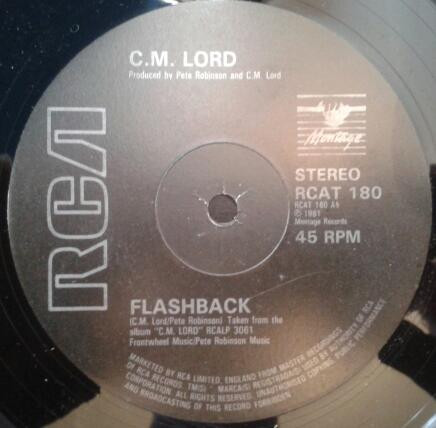 C.M. LORD
Produced by Pete Robinson and C.M. Lord
RCA
Montage
STEREO
RCAT 180
RCAT 180 A
℗ 1981
Montage Records
45 RPM
FLASHBACK
(C.M. Lord/Pete Robinson) Taken from the
album "C.M. LORD" RCALP 3061
Frontwheel Music/Pete Robinson Music
MARKETED BY RCA LIMITED, ENGLAND FROM MASTER RECORDINGS
OF RCA RECORDS. TM(S) - MARCA(S) REGISTRADA(S) USED BY AUTHORITY OF RCA
CORPORATION. ALL RIGHTS RESERVED. UNAUTHORISED COPYING, PUBLIC PERFORMANCE
AND BROADCASTING OF THIS RECORD FORBIDDEN